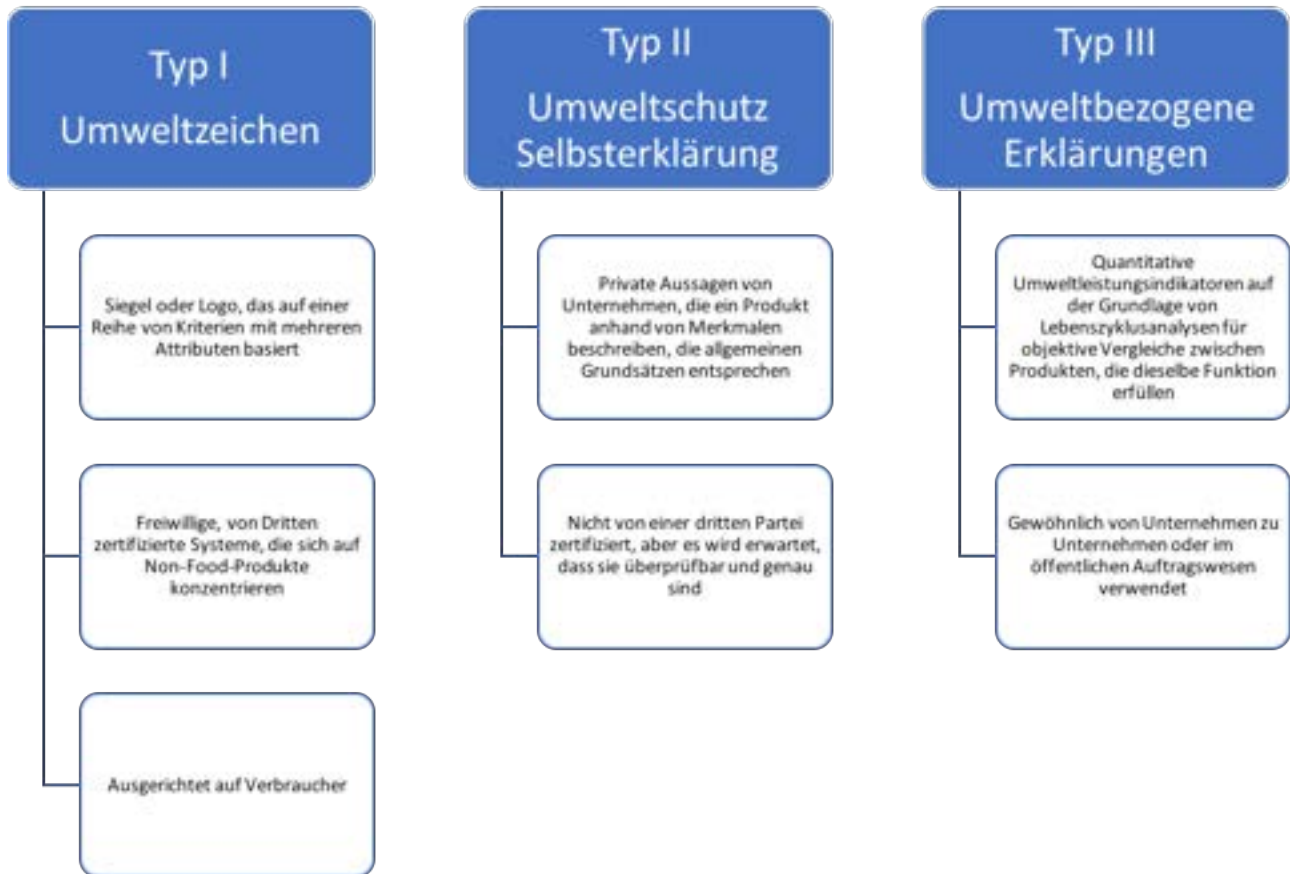 Typ I
Umweltzeichen
Siegel oder Logo, das auf einer
Reihe von Kriterien mit mehreren
Attributen basiert
Freiwillige, von Dritten
zertifizierte Systeme, die sich auf
Non-Food-Produkte
konzentrieren
Ausgerichtet auf Verbraucher
Typ II
Umweltschutz
Selbsterklärung
Private Aussagen von
Unternehmen, die ein Produkt
anhand von Merkmalen
beschreiben, die allgemeinen
Grundsätzen entsprechen
Nicht von einer dritten Partei
zertifiziert, aber es wird erwartet,
dass sie überprüfbar und genau
sind
Typ III
Umweltbezogene
Erklärungen
Quantitative
Umweltleistungsindikatoren auf
der Grundlage von
Lebenszyklusanalysen für
objektive Vergleiche zwischen
Produkten, die dieselbe Funktion
erfüllen
Gewöhnlich von Unternehmen zu
Unternehmen oder im
öffentlichen Auftragswesen
verwendet